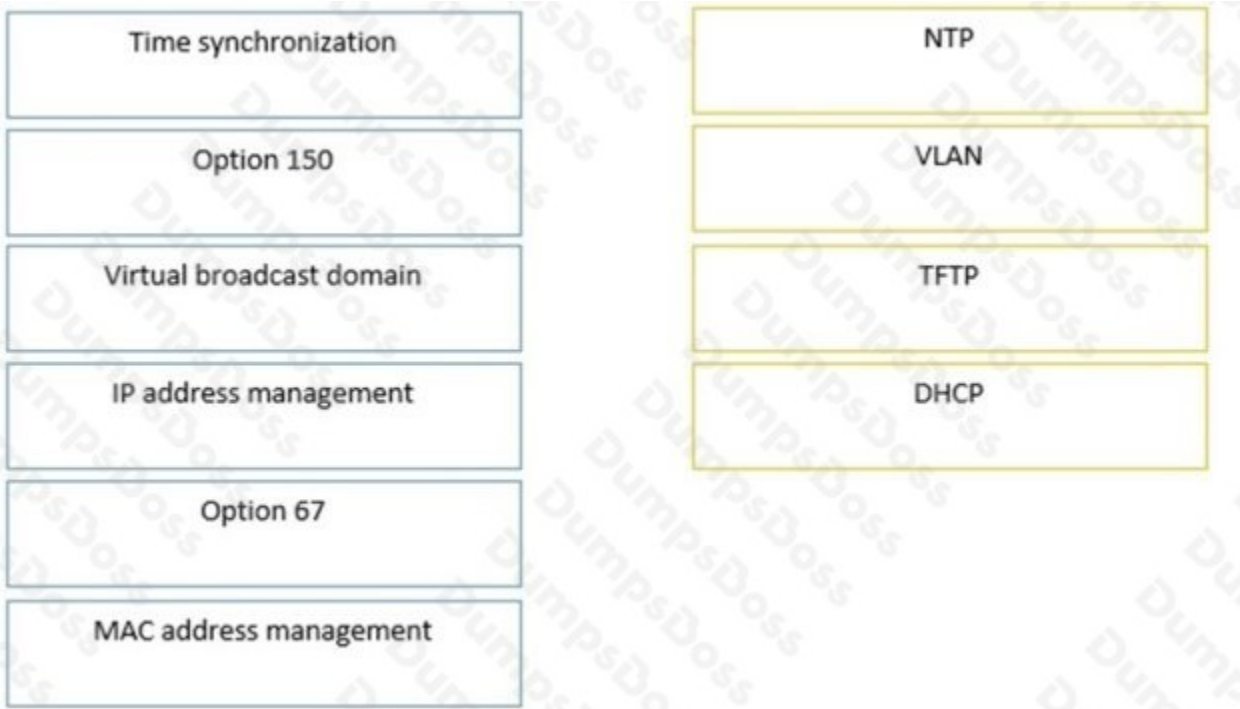 Time synchronization
Option 150
Virtual broadcast domain
IP address management
Option 67
MAC address management
NTP
VLAN
TFTP
DHCP
DumpsDoss